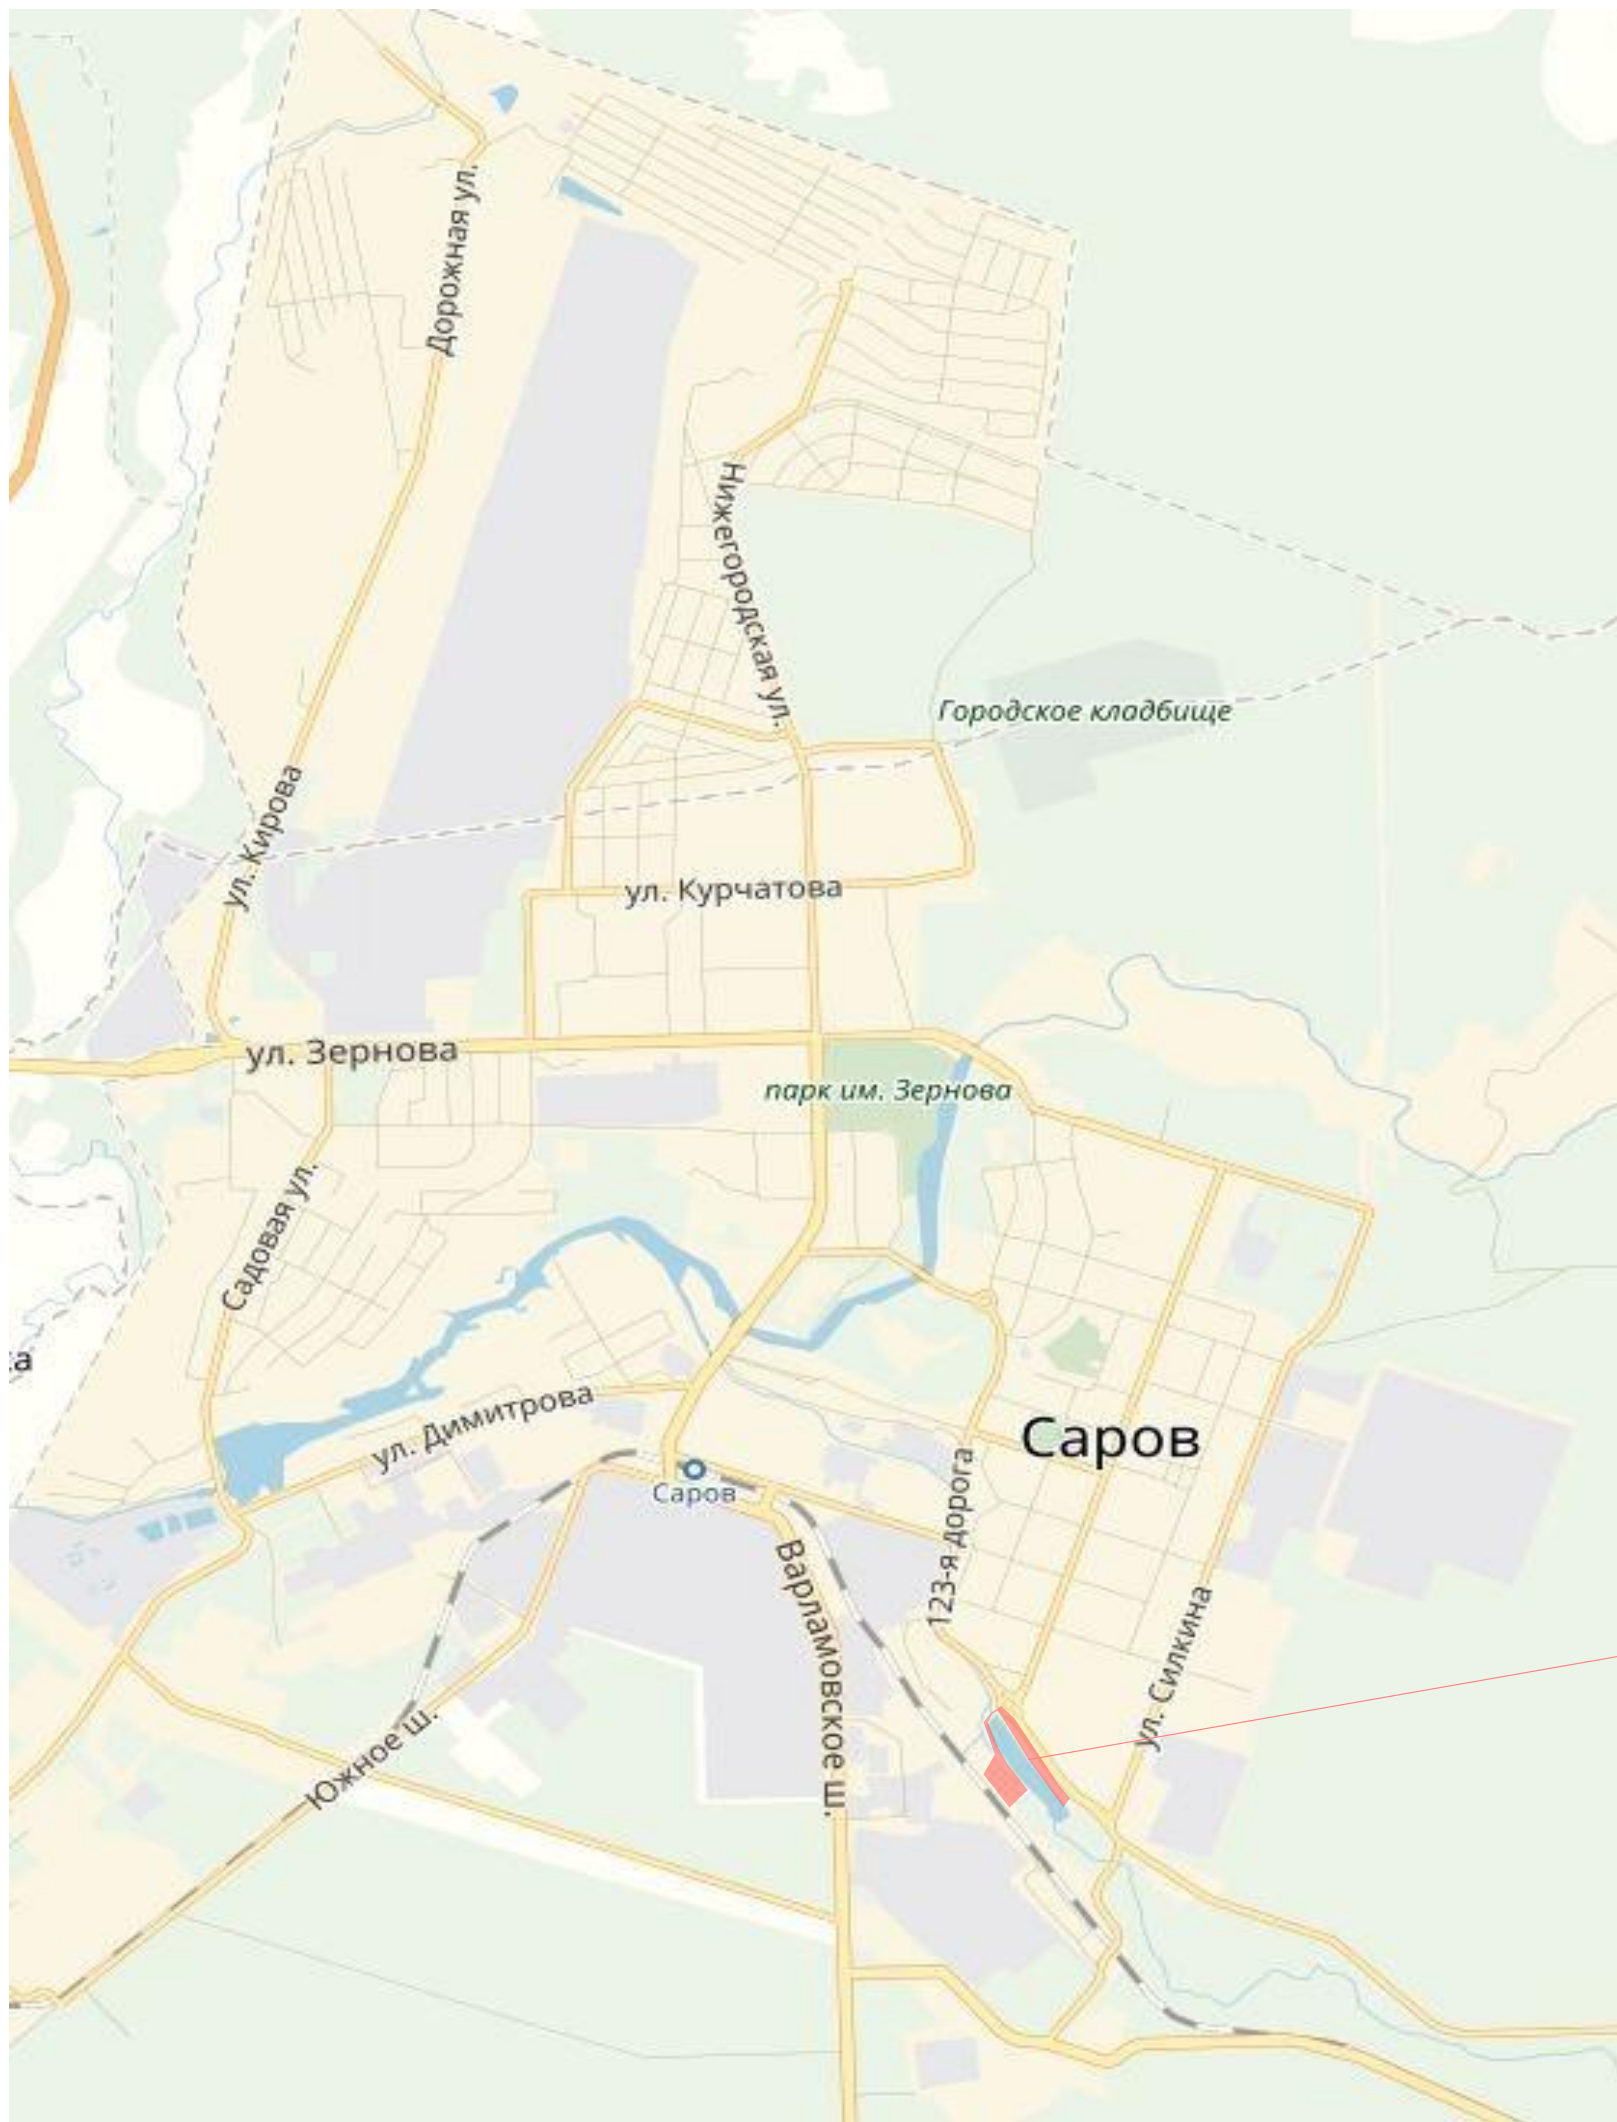 Дорожная ул.
Нижегородская ул.
Городское кладбище
ул. Кирова
ул. Курчатова
ул. Зернова
парк им. Зернова
Садовая ул.
а
ул. Димитрова
Саров
Саров
123-я дорога
Варламовское ш.
ул. Силкина
Южное ш.